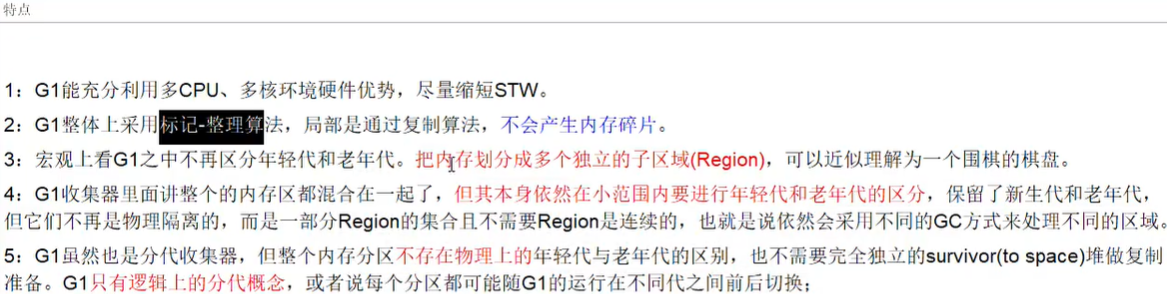 特点
1：G1能充分利用多CPU、多核环境硬件优势，尽量缩短STW。
2：G1整体上采用标记-整理算法，局部是通过复制算法，不会产生内存碎片。
3：宏观上看G1之中不再区分年轻代和老年代。把内存划分成多个独立的子区域(Region)，可以近似理解为一个围棋的棋盘。
4：G1收集器里面讲整个的内存区都混合在一起了，但其本身依然在小范围内要进行年轻代和老年代的区分，保留了新生代和老年代，
但它们不再是物理隔离的，而是一部分Region的集合且不需要Region是连续的，也就是说依然会采用不同的GC方式来处理不同的区域。
5：G1虽然也是分代收集器，但整个内存分区不存在物理上的年轻代与老年代的区别，也不需要完全独立的survivor(to space)堆做复制
准备。G1只有逻辑上的分代概念，或者说每个分区都可能随G1的运行在不同代之间前后切换；